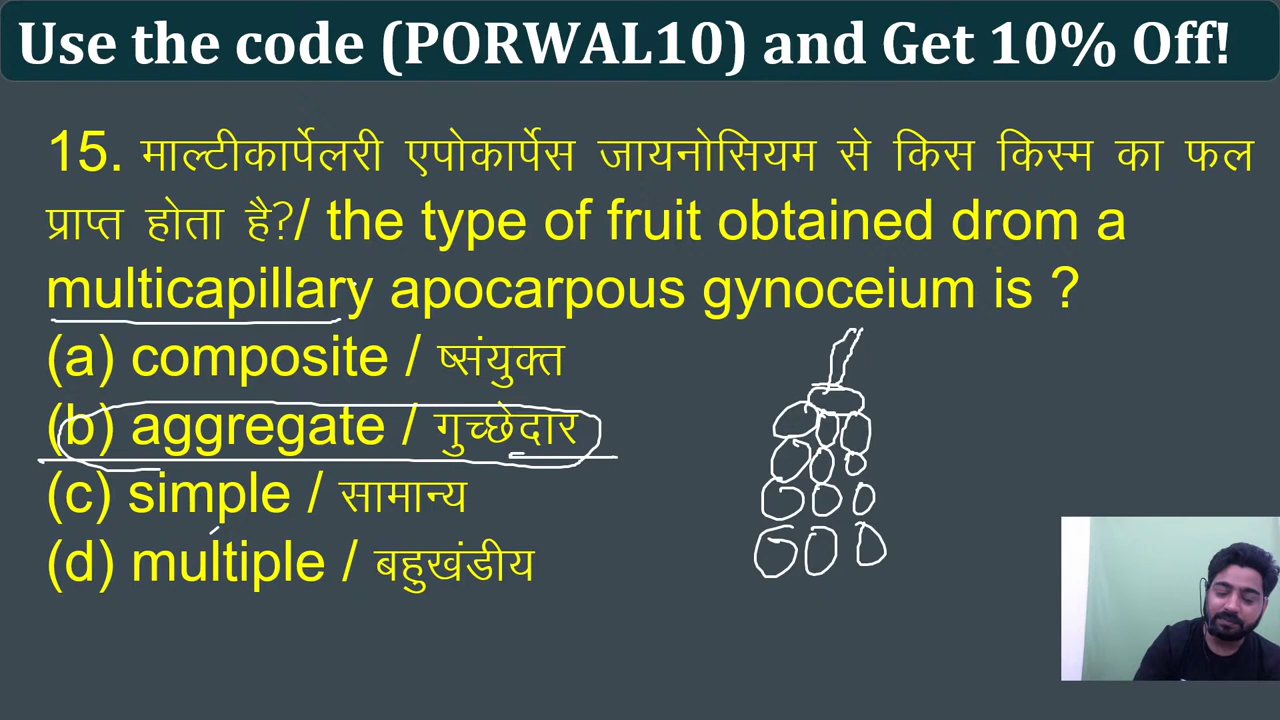 Use the code (PORWAL10) and Get 10% Off!
15. माल्टीकार्पेलरी एपोकार्पेस जायनोसियम से किस किस्म का फल
प्राप्त होता है?/ the type of fruit obtained drom a
multicapillary apocarpous gynoceium is ?
(a) composite / ष्संयुक्त
(b) aggregate / गुच्छेदार
(c) simple / सामान्य
(d) multiple / बहुखंडीय